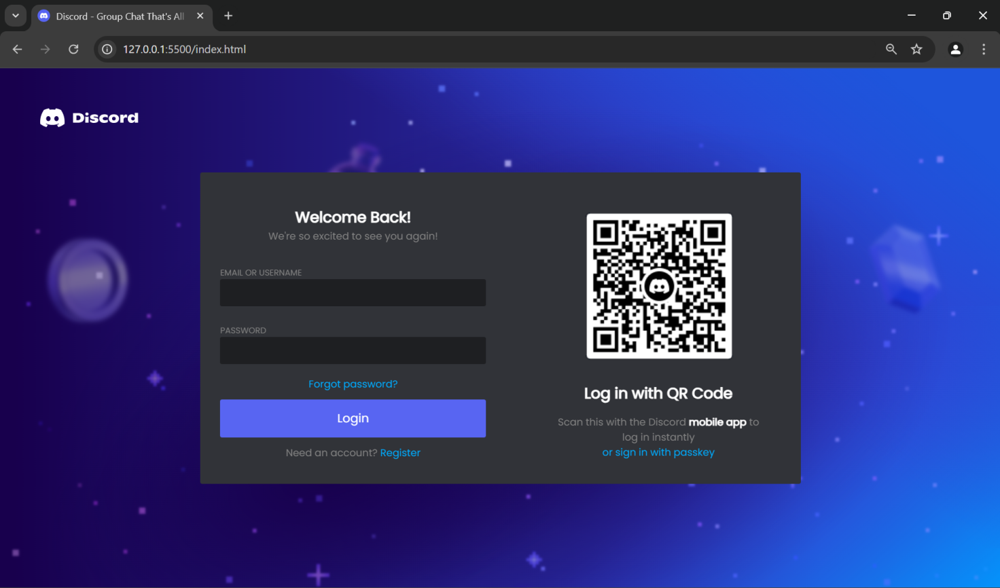 Discord - Group Chat That's All
127.0.0.1:5500/index.html
Discord
Welcome Back!
We're so excited to see you again!
EMAIL OR USERNAME
PASSWORD
Forgot password?
Login
Need an account? Register
Log in with QR Code
Scan this with the Discord mobile app to
log in instantly
or sign in with passkey